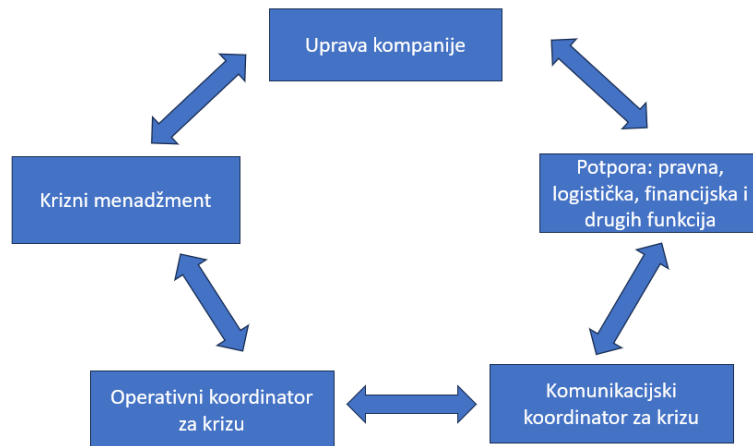 Uprava kompanije
Krizni menadžment
Potpora: pravna,
logistička, financijska i
drugih funkcija
Operativni koordinator
za krizu
Komunikacijski
koordinator za krizu